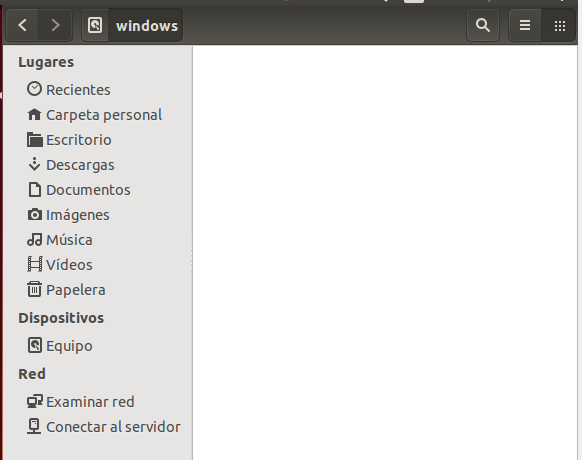 windows
Lugares
Recientes
Carpeta personal
Escritorio
Descargas
Documentos
Imágenes
Música
Vídeos
Papelera
Dispositivos
Equipo
Red
Examinar red
Conectar al servidor